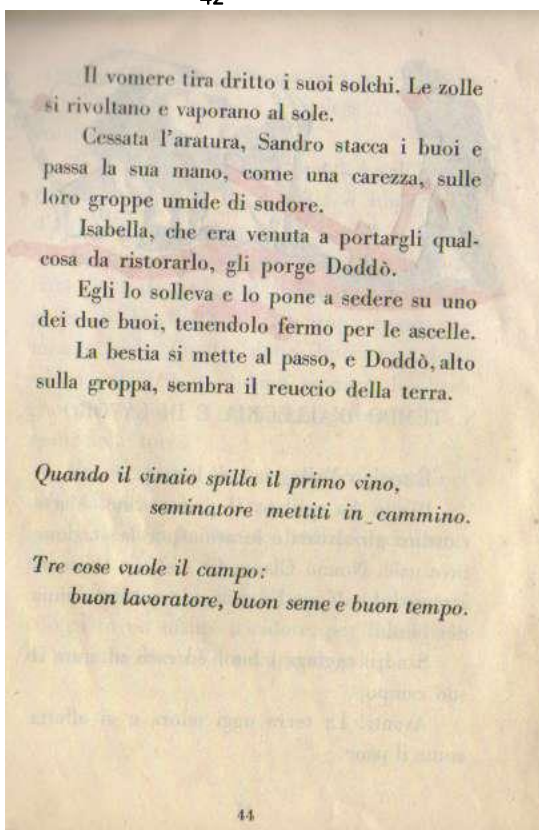 42
Il vomere tira dritto i suoi solchi. Le zolle
si rivoltano e vaporano al sole.
Cessata l'aratura, Sandro stacca i buoi e
passa la sua mano, come una carezza, sulle
loro groppe umide di sudore.
Isabella, che era venuta a portargli qual-
cosa da ristorarlo, gli porge Doddò.
Egli lo solleva e lo pone a sedere su uno
dei due buoi, tenendolo fermo per le ascelle.
La bestia si mette al passo, e Doddò, alto
sulla groppa, sembra il reuccio della terra.
Quando il vinaio spilla il primo vino,
seminatore mettiti in cammino.
Tre cose vuole il campo:
buon lavoratore, buon seme e buon tempo.
44